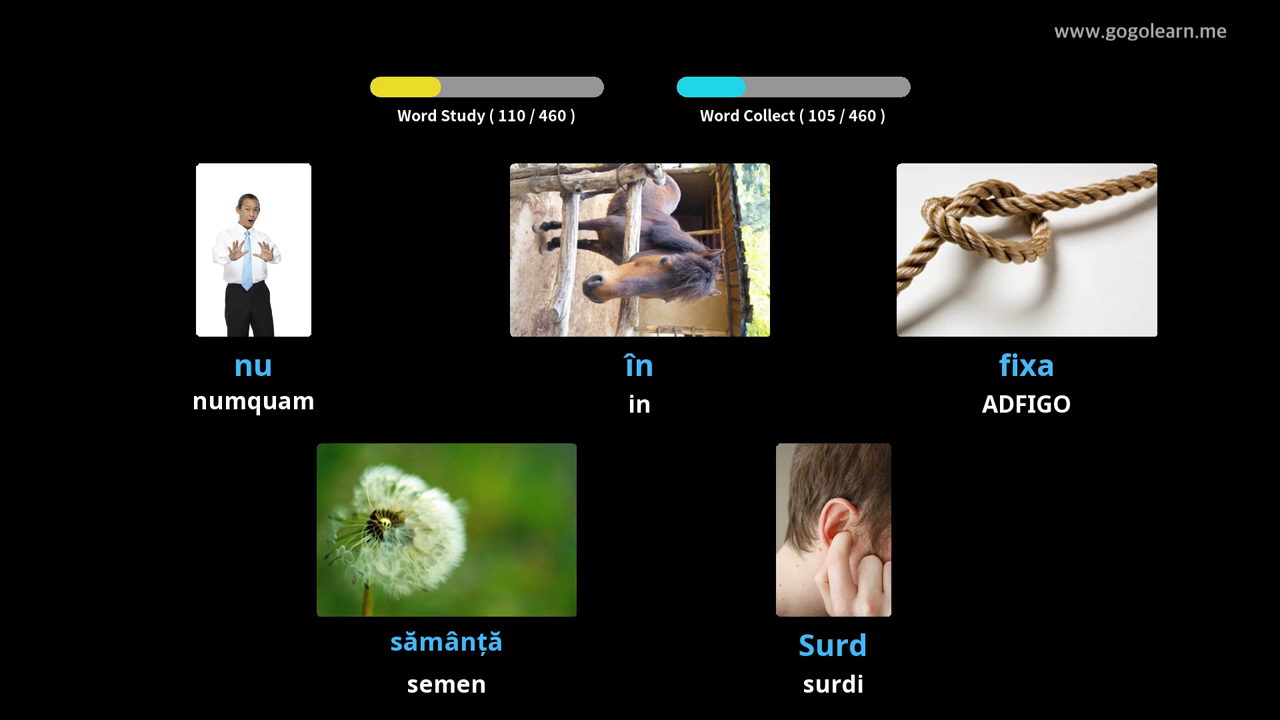 www.gogolearn.me
Word Study ( 110 / 460 )
Word Collect ( 105 / 460 )
nu
numquam
în
in
fixa
ADFIGO
sămânță
semen
Surd
surdi